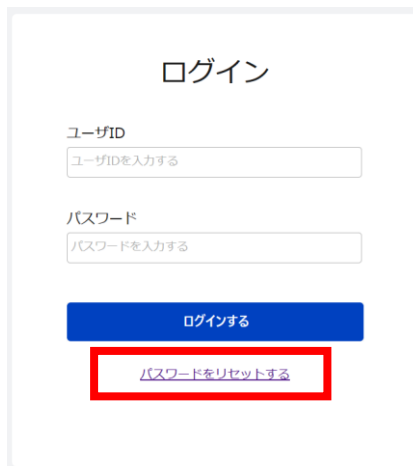 ログイン
ユーザID
ユーザIDを入力する
パスワード
パスワードを入力する
ログインする
パスワードをリセットする